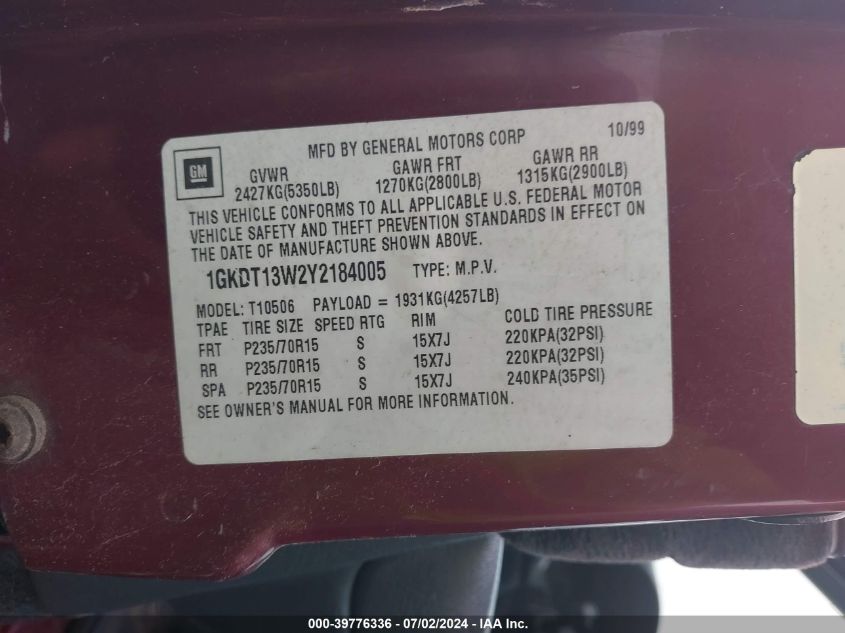 GM
MFD BY GENERAL MOTORS CORP 10/99
GVWR GAWR FRT GAWR RR
2427KG(5350LB) 1270KG(2800LB) 1315KG(2900LB)
THIS VEHICLE CONFORMS TO ALL APPLICABLE U.S. FEDERAL MOTOR
VEHICLE SAFETY AND THEFT PREVENTION STANDARDS IN EFFECT ON
THE DATE OF MANUFACTURE SHOWN ABOVE.
1GKDT13W2Y2184005 TYPE: M.P.V.
MODEL: T10506 PAYLOAD = 1931KG(4257LB)
TPAE TIRE SIZE SPEED RTG RIM COLD TIRE PRESSURE
FRT P235/70R15 S 15X7J 220KPA(32PSI)
RR P235/70R15 S 15X7J 220KPA(32PSI)
SPA P235/70R15 S 15X7J 240KPA(35PSI)
SEE OWNER'S MANUAL FOR MORE INFORMATION.
000-39776336 - 07/02/2024 - IAA Inc.